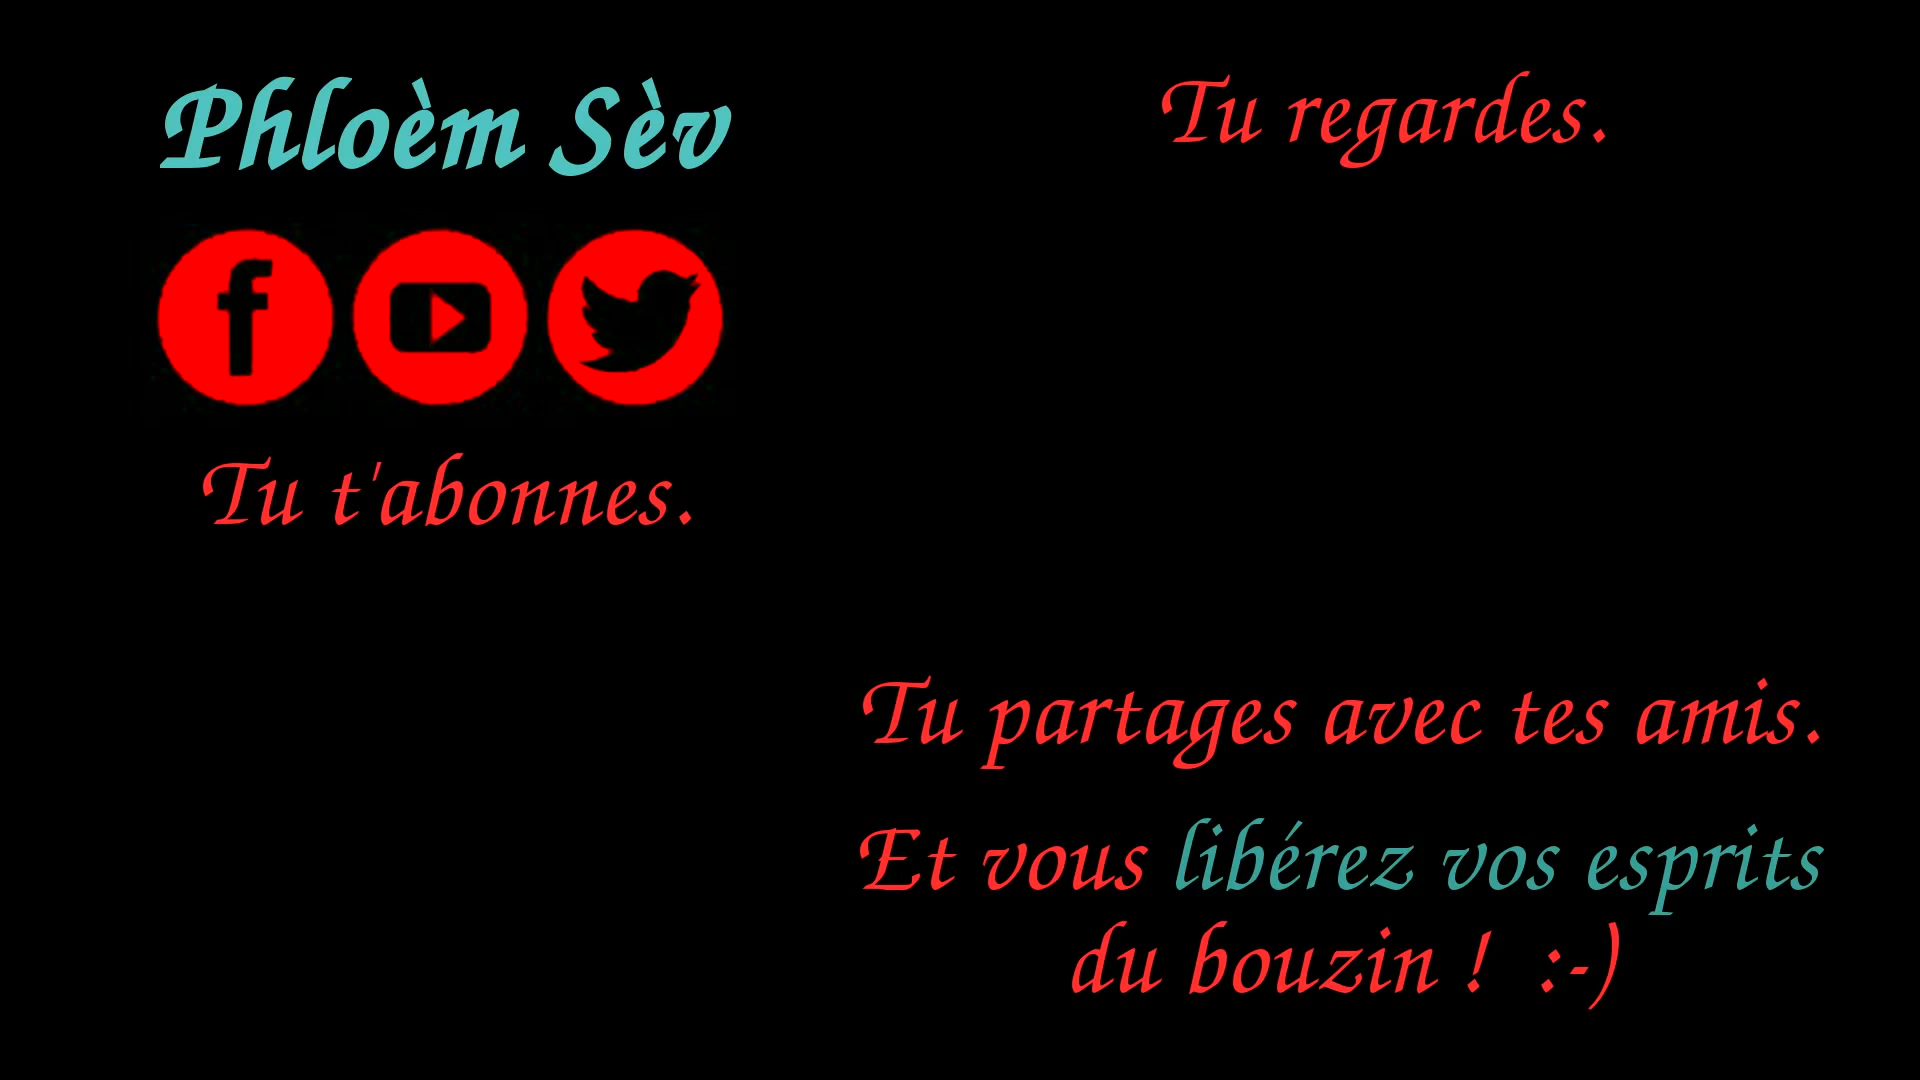 Phloèm Sèv
Tu t'abonnes.
Tu regardes.
Tu partages avec tes amis.
Et vous libérez vos esprits
du bouzin ! :-)